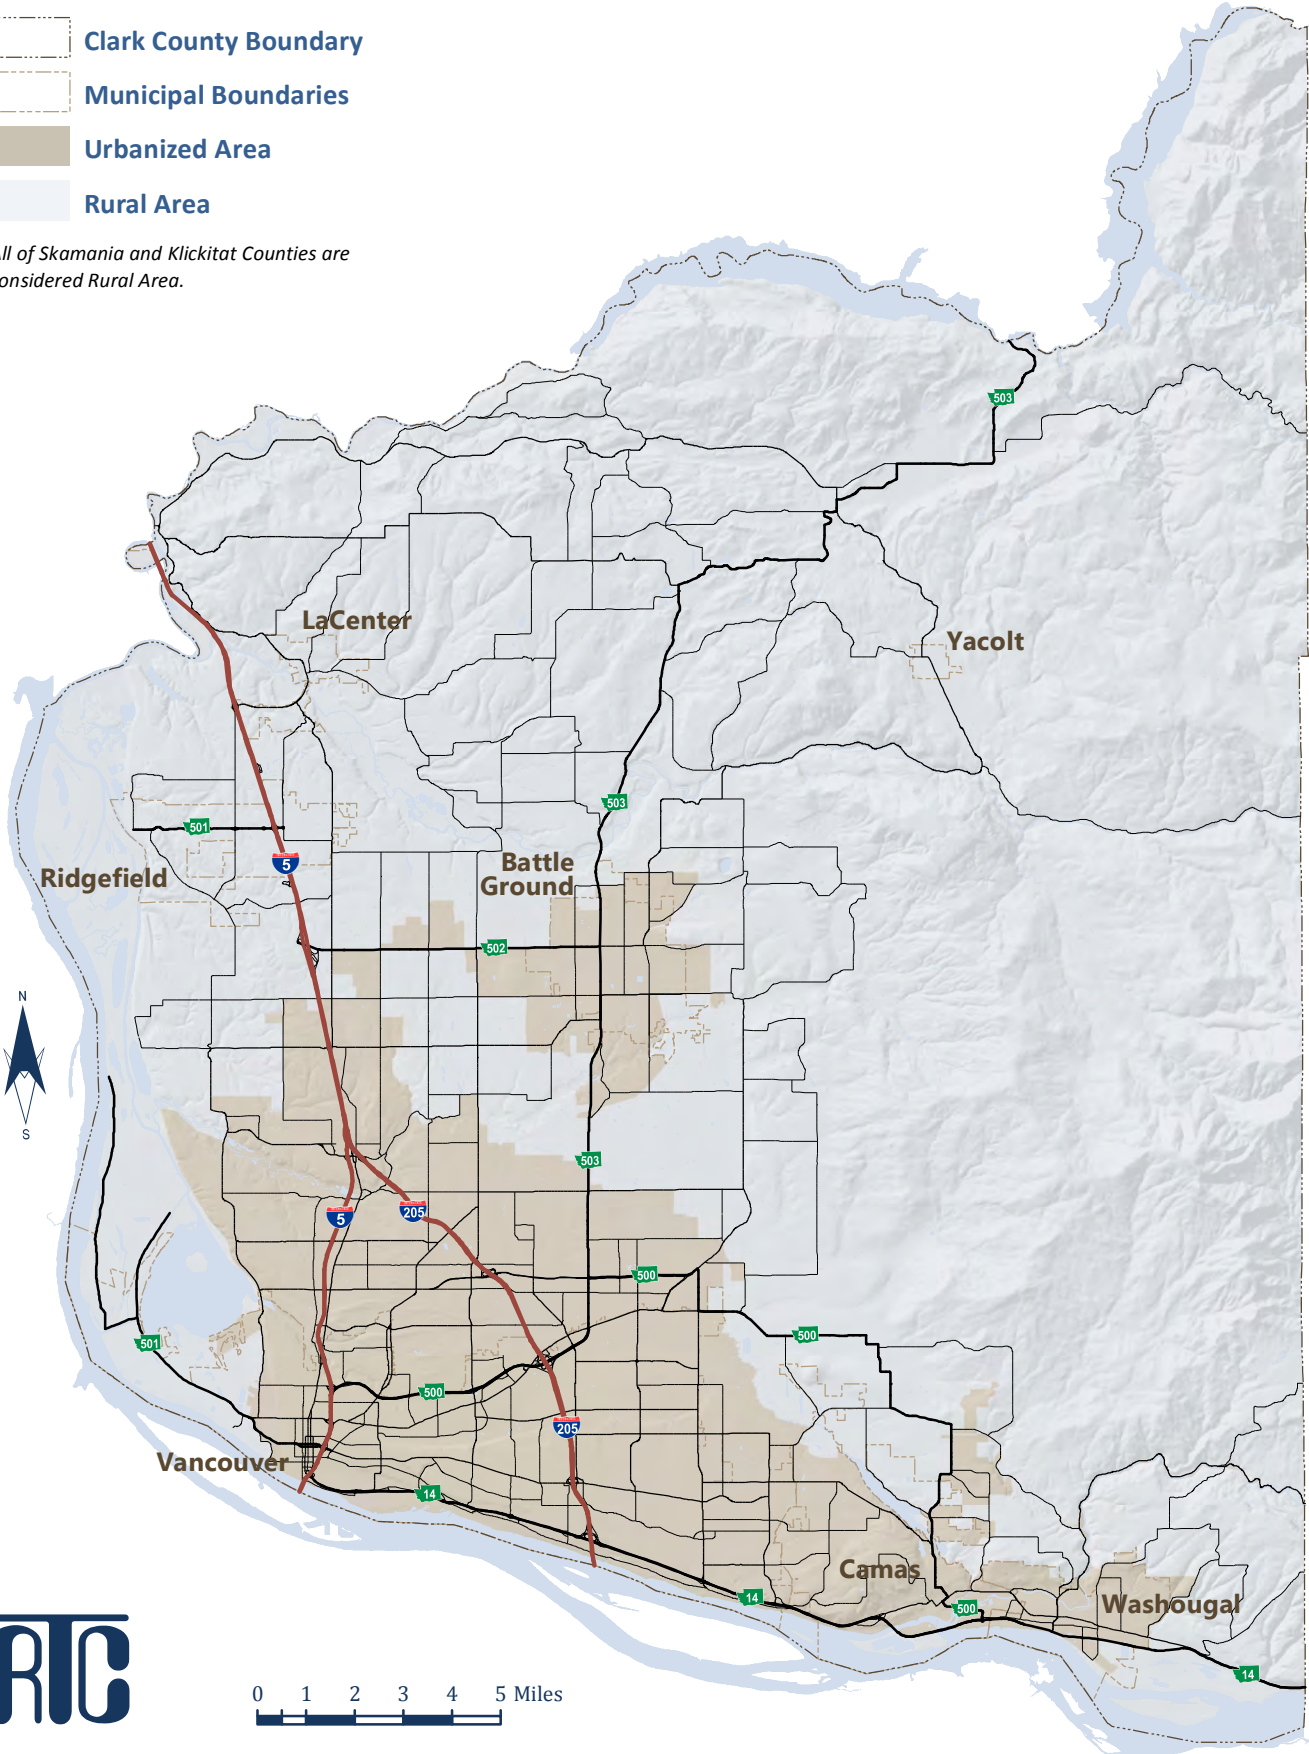 Clark County Boundary
Municipal Boundaries
Urbanized Area
Rural Area
All of Skamania and Klickitat Counties are
considered Rural Area.
503
LaCenter
Yacolt
503
501
5
Battle
Ground
Ridgefield
502
N
S
503
5
205
500
500
501
500
205
Vancouver
14
Camas
14
500
Washougal
14
RTC
0 1 2 3 4 5 Miles